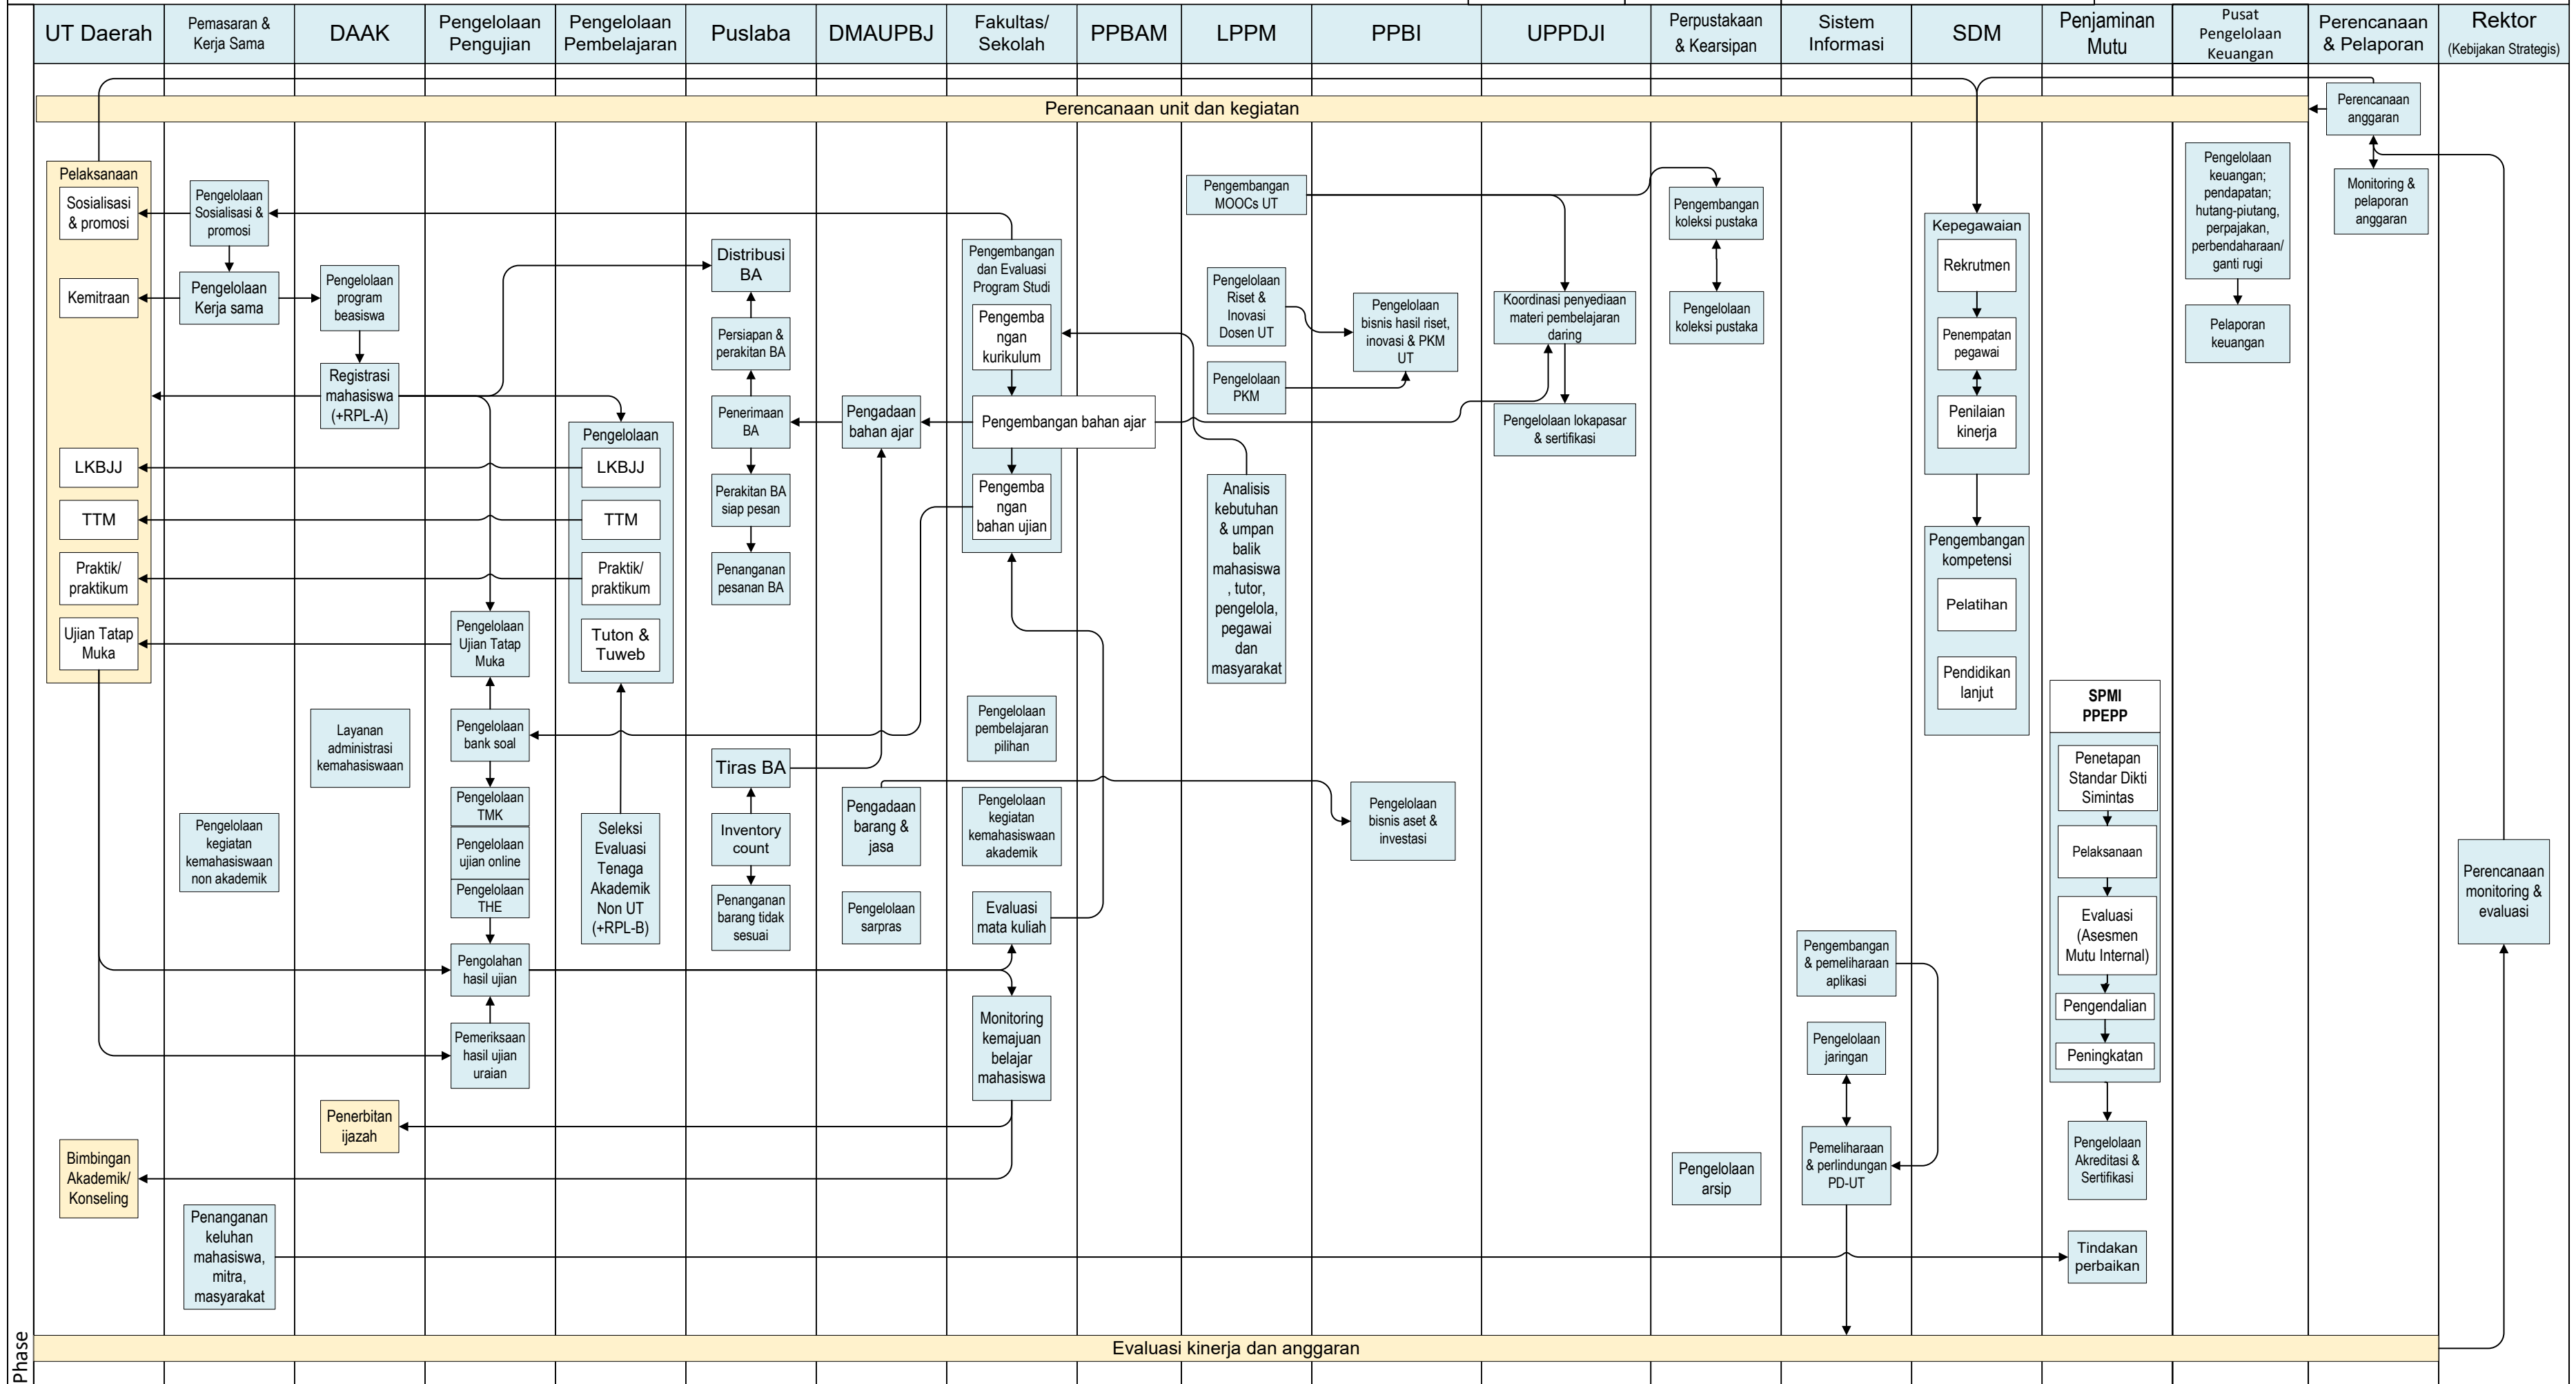 UT Daerah
Pemasaran &
Kerja Sama
DAAK
Pengelolaan
Pengujian
Pengelolaan
Pembelajaran
Puslaba
DMAUPBJ
Fakultas/
Sekolah
PPBAM
LPPM
PPBI
UPPDJI
Perpustakaan
& Kearsipan
Sistem
Informasi
SDM
Penjaminan
Mutu
Pusat
Pengelolaan
Keuangan
Perencanaan
& Pelaporan
Rektor
(Kebijakan Strategis)
Perencanaan unit dan kegiatan
Pelaksanaan
Sosialisasi
& promosi
Kemitraan
LKBJJ
TTM
Praktik/
praktikum
Ujian Tatap
Muka
Bimbingan
Akademik/
Konseling
Pengelolaan
Sosialisasi &
promosi
Pengelolaan
Kerja sama
Pengelolaan
kegiatan
kemahasiswaan
non akademik
Penanganan
keluhan
mahasiswa,
mitra,
masyarakat
Pengelolaan
program
beasiswa
Registrasi
mahasiswa
(+RPL-A)
Layanan
administrasi
kemahasiswaan
Penerbitan
ijazah
Pengelolaan
Ujian Tatap
Muka
Pengelolaan
bank soal
Pengelolaan
TMK
Pengelolaan
ujian online
Pengelolaan
THE
Pengolahan
hasil ujian
Pemeriksaan
hasil ujian
uraian
Pengelolaan
LKBJJ
TTM
Praktik/
praktikum
Tuton &
Tuweb
Seleksi
Evaluasi
Tenaga
Akademik
Non UT
(+RPL-B)
Distribusi
BA
Persiapan &
perakitan BA
Penerimaan
BA
Perakitan BA
siap pesan
Penanganan
pesanan BA
Tiras BA
Inventory
count
Penanganan
barang tidak
sesuai
Pengadaan
bahan ajar
Pengadaan
barang &
jasa
Pengelolaan
sarpras
Pengembangan
dan Evaluasi
Program Studi
Pengemba
ngan
kurikulum
Pengembangan bahan ajar
Pengemba
ngan
bahan ujian
Pengelolaan
pembelajaran
pilihan
Pengelolaan
kegiatan
kemahasiswaan
akademik
Evaluasi
mata kuliah
Monitoring
kemajuan
belajar
mahasiswa
Pengembangan
MOOCs UT
Pengelolaan
Riset &
Inovasi
Dosen UT
Pengelolaan
PKM
Analisis
kebutuhan
& umpan
balik
mahasiswa
, tutor,
pengelola,
pegawai
dan
masyarakat
Pengelolaan
bisnis hasil riset,
inovasi & PKM
UT
Pengelolaan
bisnis aset &
investasi
Koordinasi penyediaan
materi pembelajaran
daring
Pengelolaan lokapasar
& sertifikasi
Pengembangan
koleksi pustaka
Pengelolaan
koleksi pustaka
Pengelolaan
arsip
Pengembangan
& pemeliharaan
aplikasi
Pengelolaan
jaringan
Pemeliharaan
& perlindungan
PD-UT
Kepegawaian
Rekrutmen
Penempatan
pegawai
Penilaian
kinerja
Pengembangan
kompetensi
Pelatihan
Pendidikan
lanjut
SPMI
PPEPP
Penetapan
Standar Dikti
Simintas
Pelaksanaan
Evaluasi
(Asesmen
Mutu Internal)
Pengendalian
Peningkatan
Pengelolaan
Akreditasi &
Sertifikasi
Tindakan
perbaikan
Pengelolaan
keuangan;
pendapatan;
hutang-piutang,
perpajakan,
perbendaharaan/
ganti rugi
Pelaporan
keuangan
Perencanaan
anggaran
Monitoring &
pelaporan
anggaran
Perencanaan
monitoring &
evaluasi
Evaluasi kinerja dan anggaran
Phase